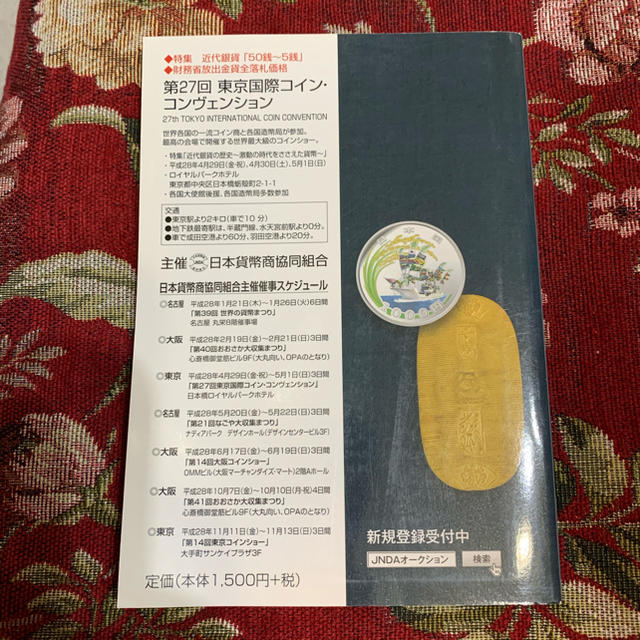 ◆特集 近代銀貨「50銭〜5銭」
◆財務省放出金貨全落札価格
第27回 東京国際コイン・
コンヴェンション
27th TOKYO INTERNATIONAL COIN CONVENTION
世界各国の一流コイン商と各国造幣局が参加。
最高の会場で開催する世界最大級のコインショー。
・特集「近代銀貨の歴史〜激動の時代をささえた貨幣〜」
・平成28年4月29日(金・祝)、4月30日(土)、5月1日(日)
・ロイヤルパークホテル
東京都中央区日本橋蛎殻町2-1-1
・各国大使館後援、各国造幣局多数参加
交通
●東京駅より2キロ(車で10分)
●地下鉄最寄駅は、半蔵門線、水天宮前駅より0分。
●車で成田空港より60分、羽田空港より20分。
主催 JNDA 日本貨幣商協同組合
日本貨幣商協同組合主催催事スケジュール
◎名古屋 平成28年1月21日(木)〜1月26日(火)6日間
「第39回 世界の貨幣まつり」
名古屋 丸栄8階催事場
◎大阪 平成28年2月19日(金)〜2月21日(日)3日間
「第40回おおさか大収集まつり」
心斎橋御堂筋ビル9F(大丸向い、OPAのとなり)
◎東京 平成28年4月29日(金・祝)〜5月1日(日)3日間
「第27回東京国際コイン・コンヴェンション」
日本橋ロイヤルパークホテル
◎名古屋 平成28年5月20日(金)〜5月22日(日)3日間
「第21回なごや大収集まつり」
ナディアパーク デザインホール(デザインセンタービル3F)
◎大阪 平成28年6月17日(金)〜6月19日(日)3日間
「第14回大阪コインショー」
OMMビル(大阪マーチャンダイズ・マート)2階Aホール
◎大阪 平成28年10月7日(金)〜10月10日(月・祝)4日間
「第41回おおさか大収集まつり」
心斎橋御堂筋ビル9F(大丸向い、OPAのとなり)
◎東京 平成28年11月11日(金)〜11月13日(日)3日間
「第14回東京コインショー」
大手町サンケイプラザ3F
定価(本体1,500円+税)
日本国
新規登録受付中
JNDAオークション 検索